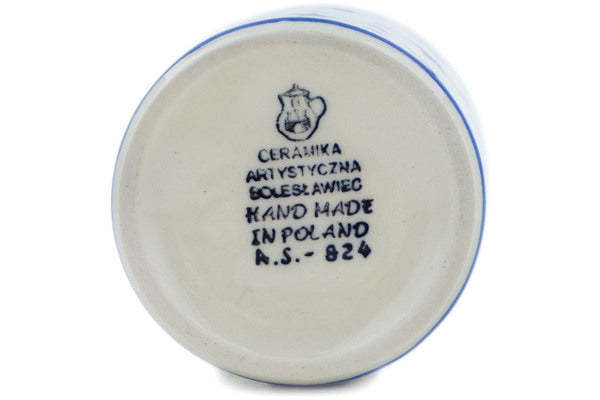 CERAMIKA
ARTYSTYCZNA
BOLESŁAWIEC
HAND MADE
IN POLAND
A.S.- 824